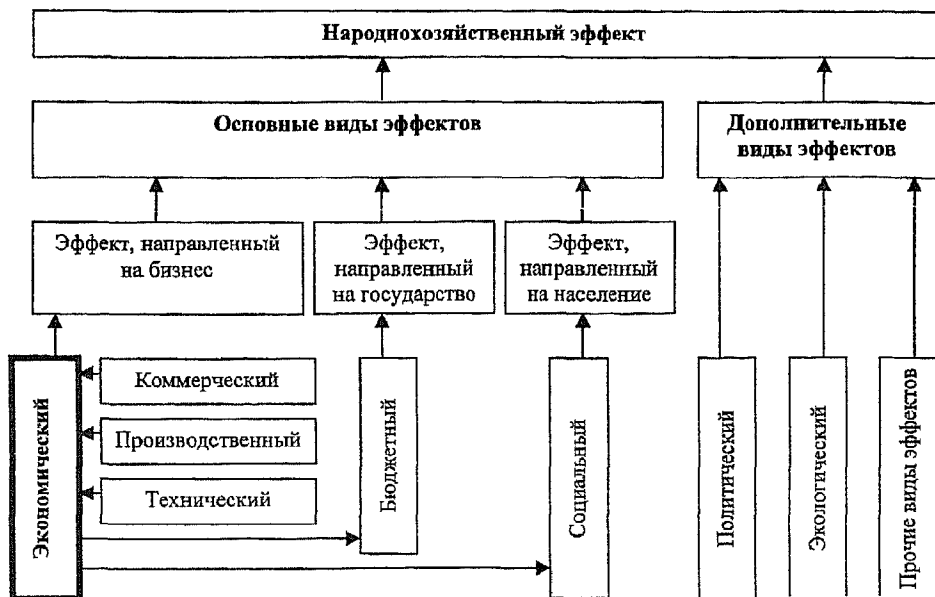 Народнохозяйственный эффект
Основные виды эффектов
Дополнительные
виды эффектов
Эффект, направленный
на бизнес
Эффект,
направленный
на государство
Эффект,
направленный
на население
Экономический
Коммерческий
Производственный
Технический
Бюджетный
Социальный
Политический
Экологический
Прочие виды эффектов